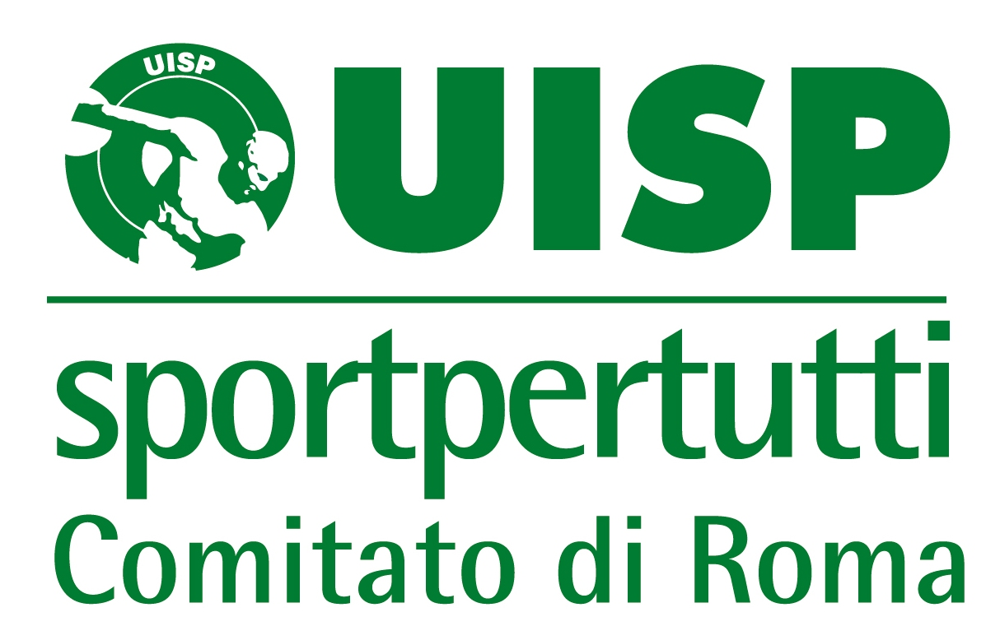 UISP
UISP
sportpertutti
Comitato di Roma